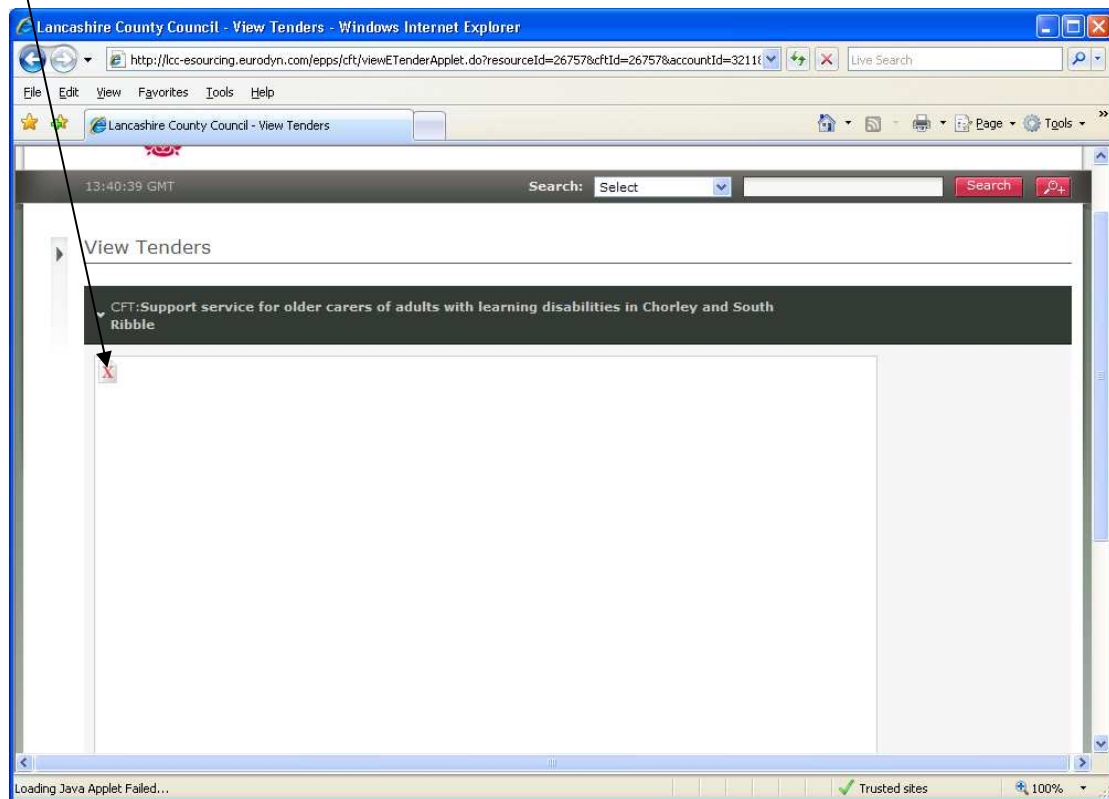 Lancashire County Council - View Tenders - Windows Internet Explorer
http://lcc-esourcing.eurodyn.com/epps/cft/viewETenderApplet.do?resourceId=26757&cftId=26757&accountId=32118
Live Search
File Edit View Favorites Tools Help
Lancashire County Council - View Tenders
Page Tools
13:40:39 GMT
Search: Select Search
View Tenders
CFT:Support service for older carers of adults with learning disabilities in Chorley and South
Ribble
X
Loading Java Applet Failed...
Trusted sites
100%